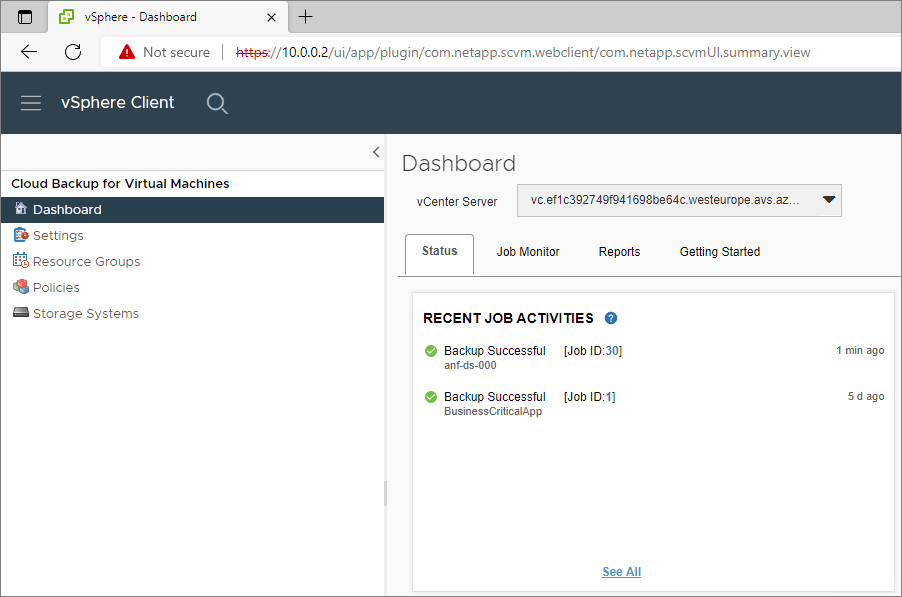 vSphere - Dashboard
Not secure https://10.0.0.2/ui/app/plugin/com.netapp.scvm.webclient/com.netapp.scvmUI.summary.view
vSphere Client
Cloud Backup for Virtual Machines
Dashboard
Settings
Resource Groups
Policies
Storage Systems
Dashboard
vCenter Server vc.ef1c392749f941698be64c.westeurope.avs.az...
Status Job Monitor Reports Getting Started
RECENT JOB ACTIVITIES ?
Backup Successful [Job ID:30] 1 min ago
anf-ds-000
Backup Successful [Job ID:1] 5 d ago
BusinessCriticalApp
See All